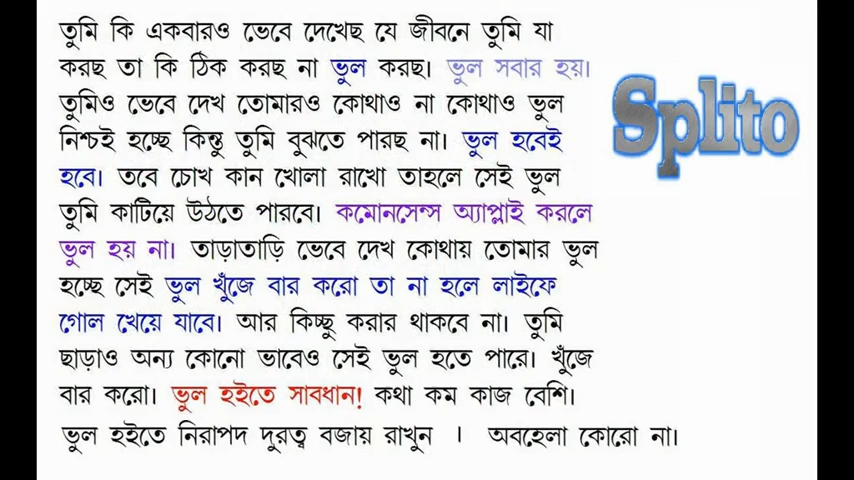 তুমি কি একবারও ভেবে দেখেছ যে জীবনে তুমি যা
করছ তা কি ঠিক করছ না ভুল করছ। ভুল সবার হয়।
তুমিও ভেবে দেখ তোমারও কোথাও না কোথাও ভুল
নিশ্চই হচ্ছে কিন্তু তুমি বুঝতে পারছ না। ভুল হবেই
হবে। তবে চোখ কান খোলা রাখো তাহলে সেই ভুল
তুমি কাটিয়ে উঠতে পারবে। কমোনসেন্স অ্যাপ্লাই করলে
ভুল হয় না। তাড়াতাড়ি ভেবে দেখ কোথায় তোমার ভুল
হচ্ছে সেই ভুল খুঁজে বার করো তা না হলে লাইফে
গোল খেয়ে যাবে। আর কিচ্ছু করার থাকবে না। তুমি
ছাড়াও অন্য কোনো ভাবেও সেই ভুল হতে পারে। খুঁজে
বার করো। ভুল হইতে সাবধান! কথা কম কাজ বেশি।
ভুল হইতে নিরাপদ দুরত্ব বজায় রাখুন । অবহেলা কোরো না।
Splito